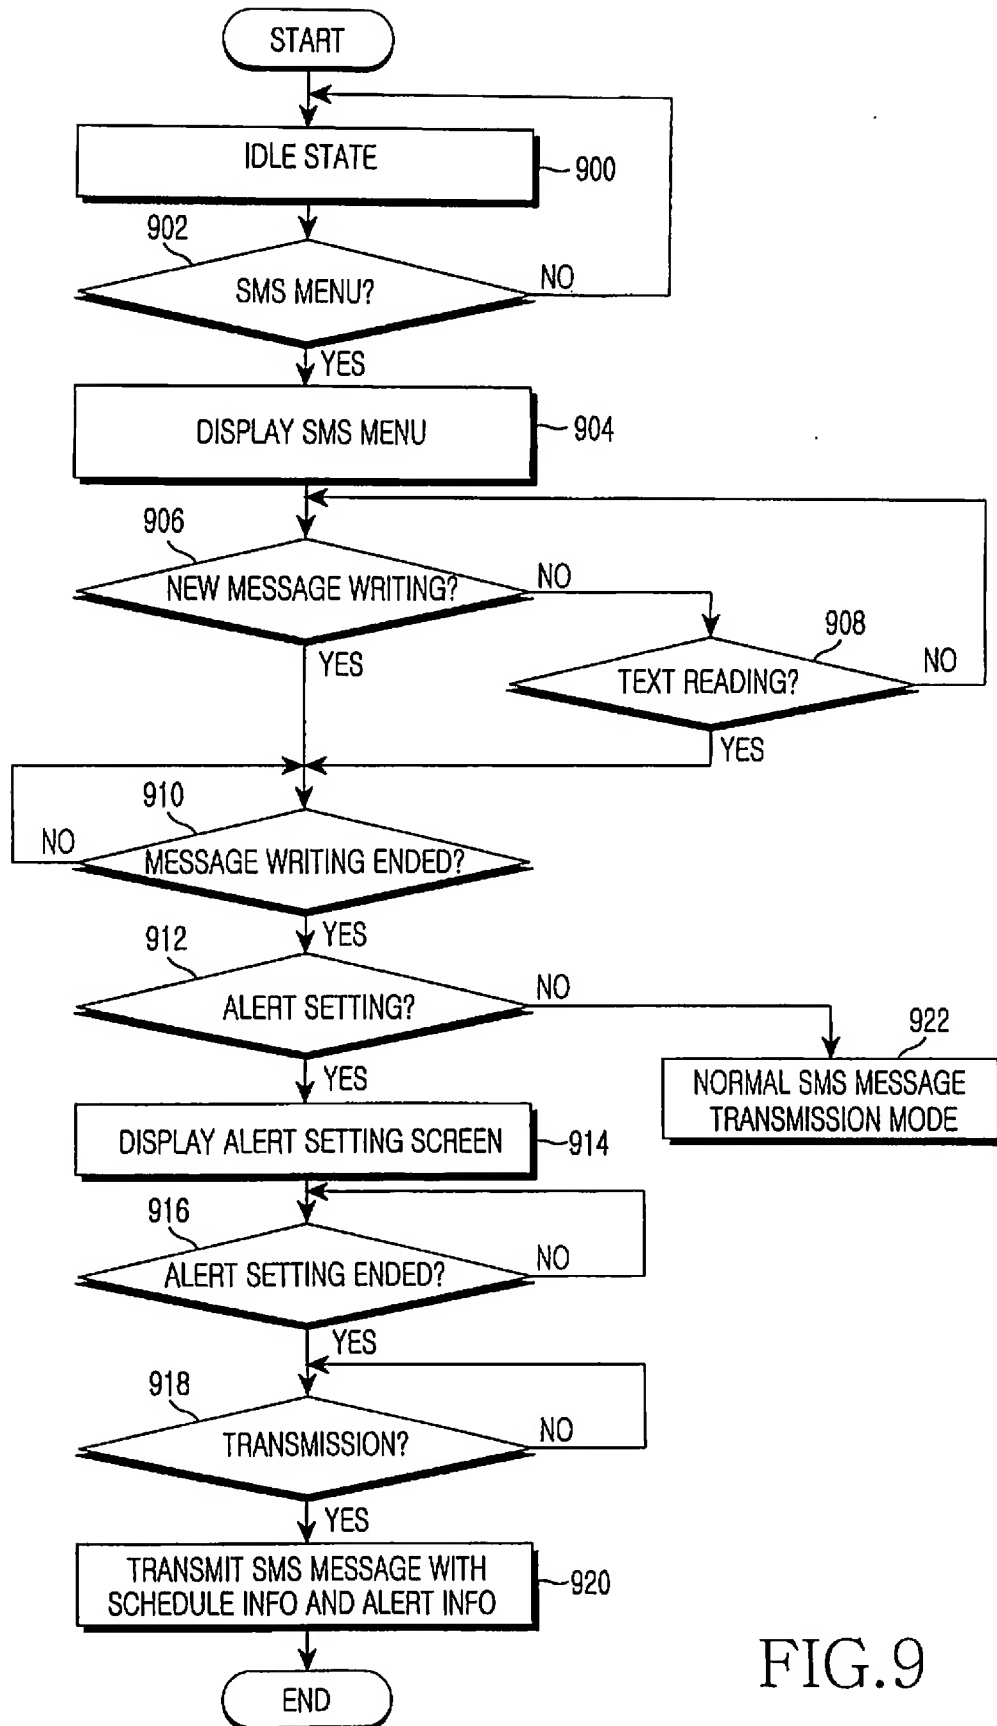 START
IDLE STATE
900
902
SMS MENU?
NO
YES
DISPLAY SMS MENU
904
906
NEW MESSAGE WRITING?
NO
908
YES
TEXT READING?
NO
YES
910
NO
MESSAGE WRITING ENDED?
YES
912
ALERT SETTING?
NO
922
YES
NORMAL SMS MESSAGE
TRANSMISSION MODE
DISPLAY ALERT SETTING SCREEN
914
916
ALERT SETTING ENDED?
NO
YES
918
TRANSMISSION?
NO
YES
TRANSMIT SMS MESSAGE WITH
SCHEDULE INFO AND ALERT INFO
920
END
FIG.9